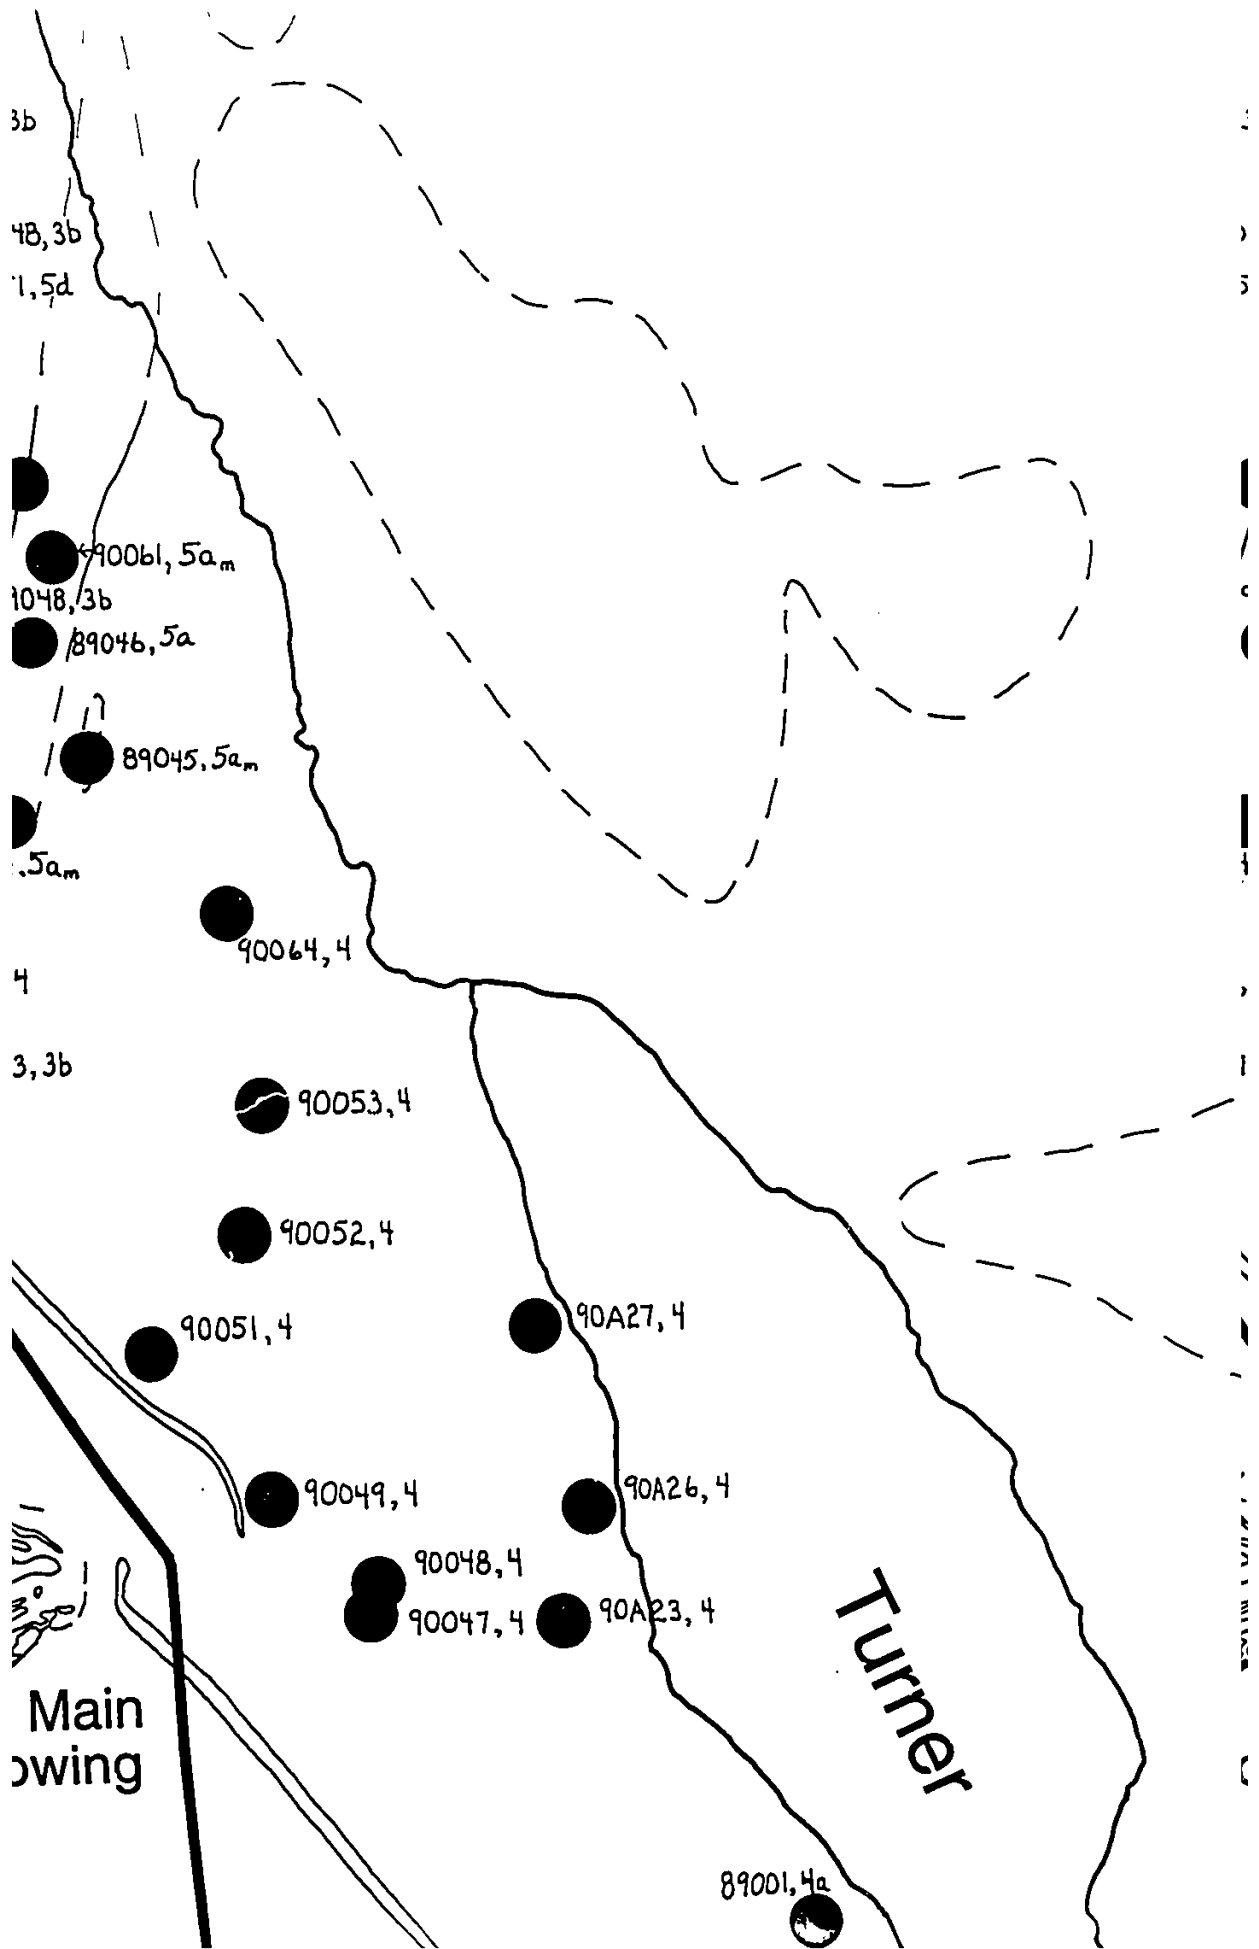 3b
48,3b
1,5d
90061, 5am
9048,3b
89046, 5a
89045, 5am
.5am
90064, 4
4
3,3b
90053,4
90052,4
90051, 4
90A27, 4
90049,4
90A26, 4
90048,4
90047,4
90A23, 4
Turner
Main
owing
89001,4a